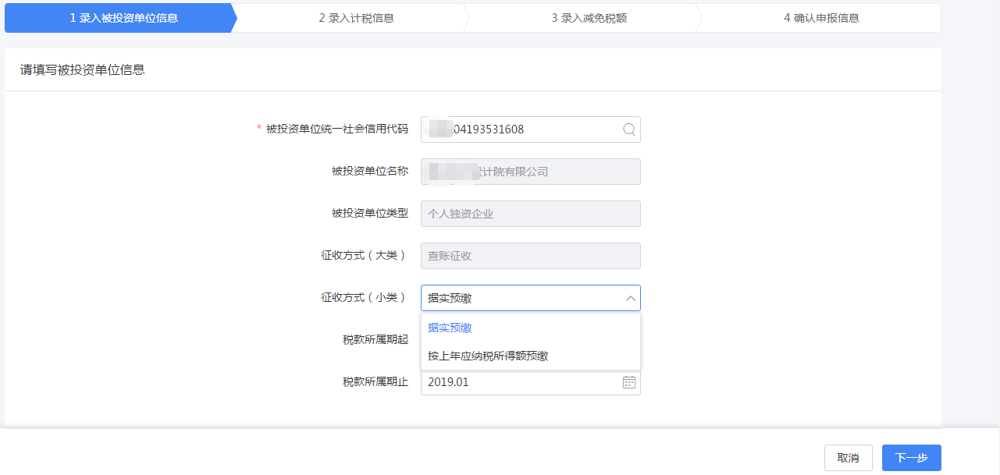 1 录入被投资单位信息
2 录入计税信息
3 录入减免税额
4 确认申报信息
请填写被投资单位信息
* 被投资单位统一社会信用代码
04193531608
被投资单位名称
计院有限公司
被投资单位类型
个人独资企业
征收方式（大类）
查账征收
征收方式（小类）
据实预缴
据实预缴
税款所属期起
按上年应纳税所得额预缴
税款所属期止
2019.01
取消
下一步